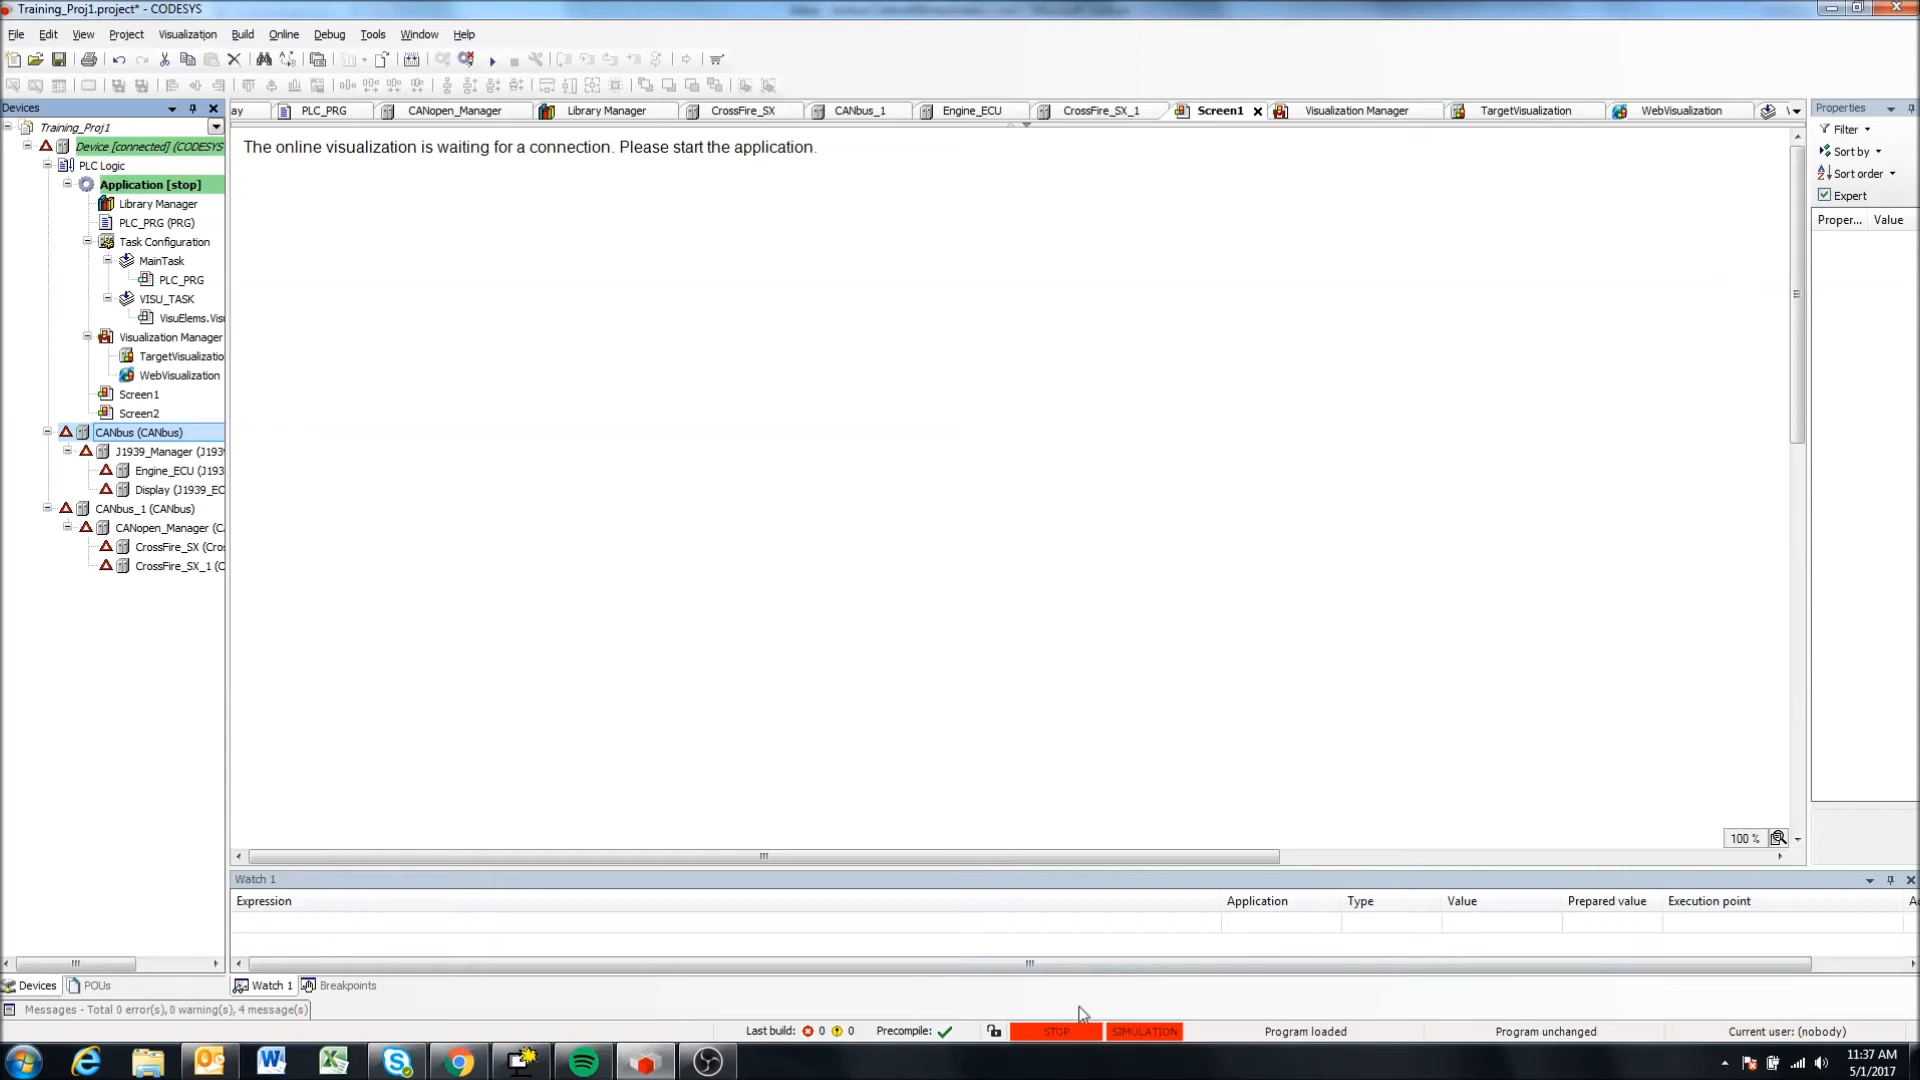 Training_Proj1.project* - CODESYS
File Edit View Project Visualization Build Online Debug Tools Window Help
Devices
Training_Proj1
Device [connected] (CODESYS
PLC Logic
Application [stop]
Library Manager
PLC_PRG (PRG)
Task Configuration
MainTask
PLC_PRG
VISU_TASK
VisuElems.Visu
Visualization Manager
TargetVisualizatio
WebVisualization
Screen1
Screen2
CANbus (CANbus)
J1939_Manager (J193
Engine_ECU (J193
Display (J1939_EC
CANbus_1 (CANbus)
CANopen_Manager (CA
CrossFire_SX (Cros
CrossFire_SX_1 (C
Devices POUs
ay PLC_PRG CANopen_Manager Library Manager CrossFire_SX CANbus_1 Engine_ECU CrossFire_SX_1 Screen1 Visualization Manager TargetVisualization WebVisualization
The online visualization is waiting for a connection. Please start the application.
100 %
Properties
Filter
Sort by
Sort order
Expert
Proper... Value
Watch 1
Expression Application Type Value Prepared value Execution point
Watch 1 Breakpoints
Messages - Total 0 error(s), 0 warning(s), 4 message(s)
Last build: 0 0 Precompile: STOP SIMULATION Program loaded Program unchanged Current user: (nobody)
11:37 AM
5/1/2017